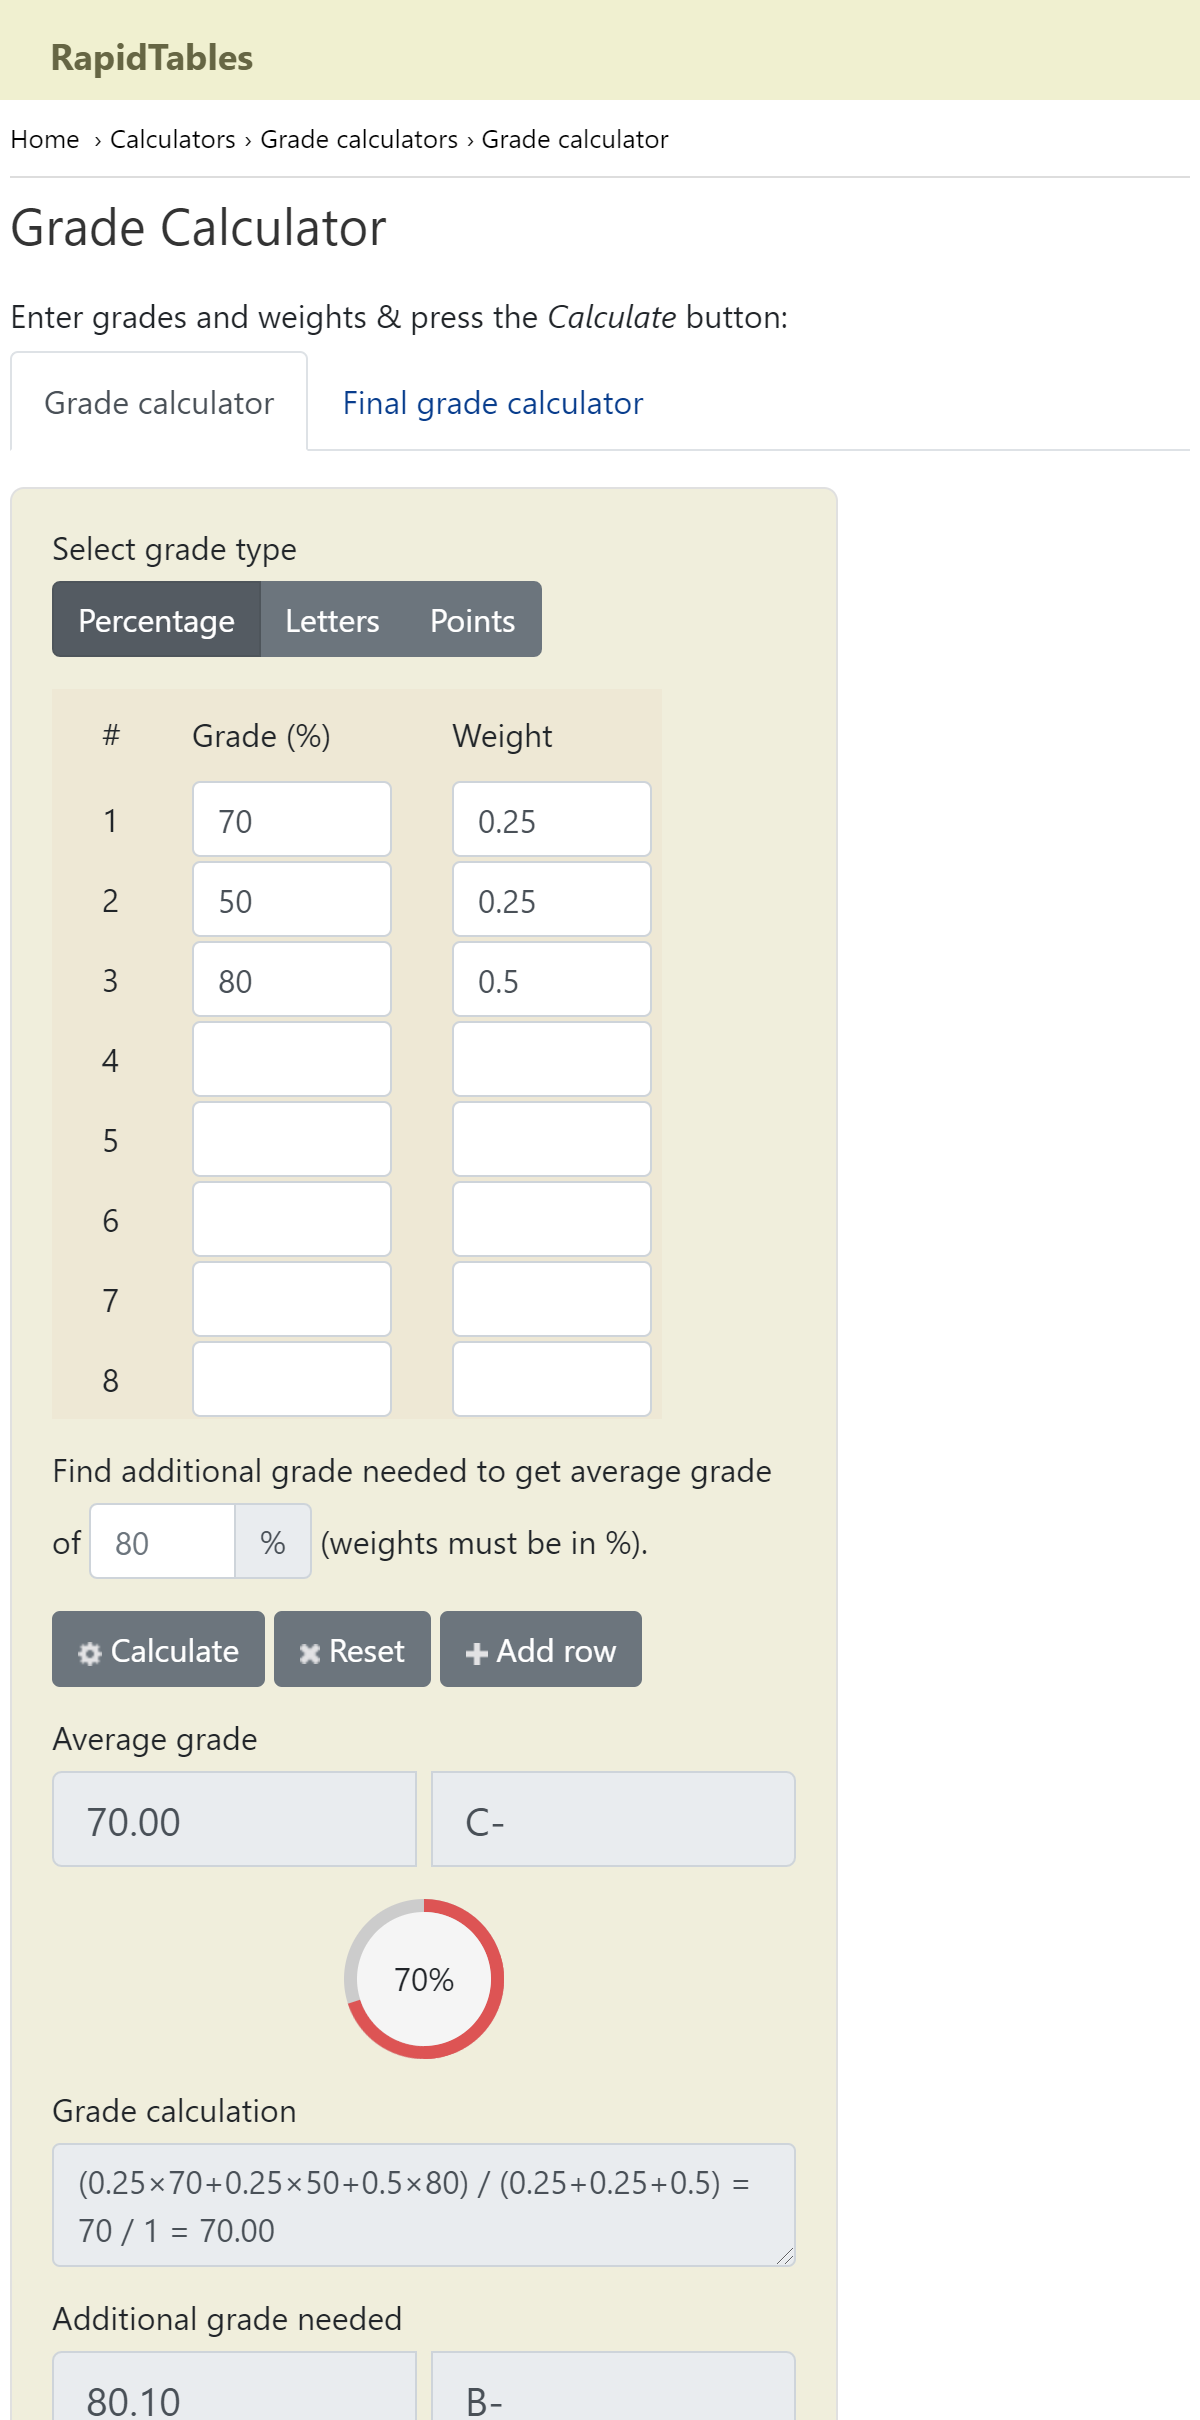 RapidTables
Home › Calculators › Grade calculators › Grade calculator
Grade Calculator
Enter grades and weights & press the Calculate button:
Grade calculator Final grade calculator
Select grade type
Percentage Letters Points
# Grade (%) Weight
1 70 0.25
2 50 0.25
3 80 0.5
4
5
6
7
8
Find additional grade needed to get average grade
of 80 % (weights must be in %).
Calculate Reset Add row
Average grade
70.00 C-
70%
Grade calculation
(0.25×70+0.25×50+0.5×80) / (0.25+0.25+0.5) =
70 / 1 = 70.00
Additional grade needed
80.10 B-